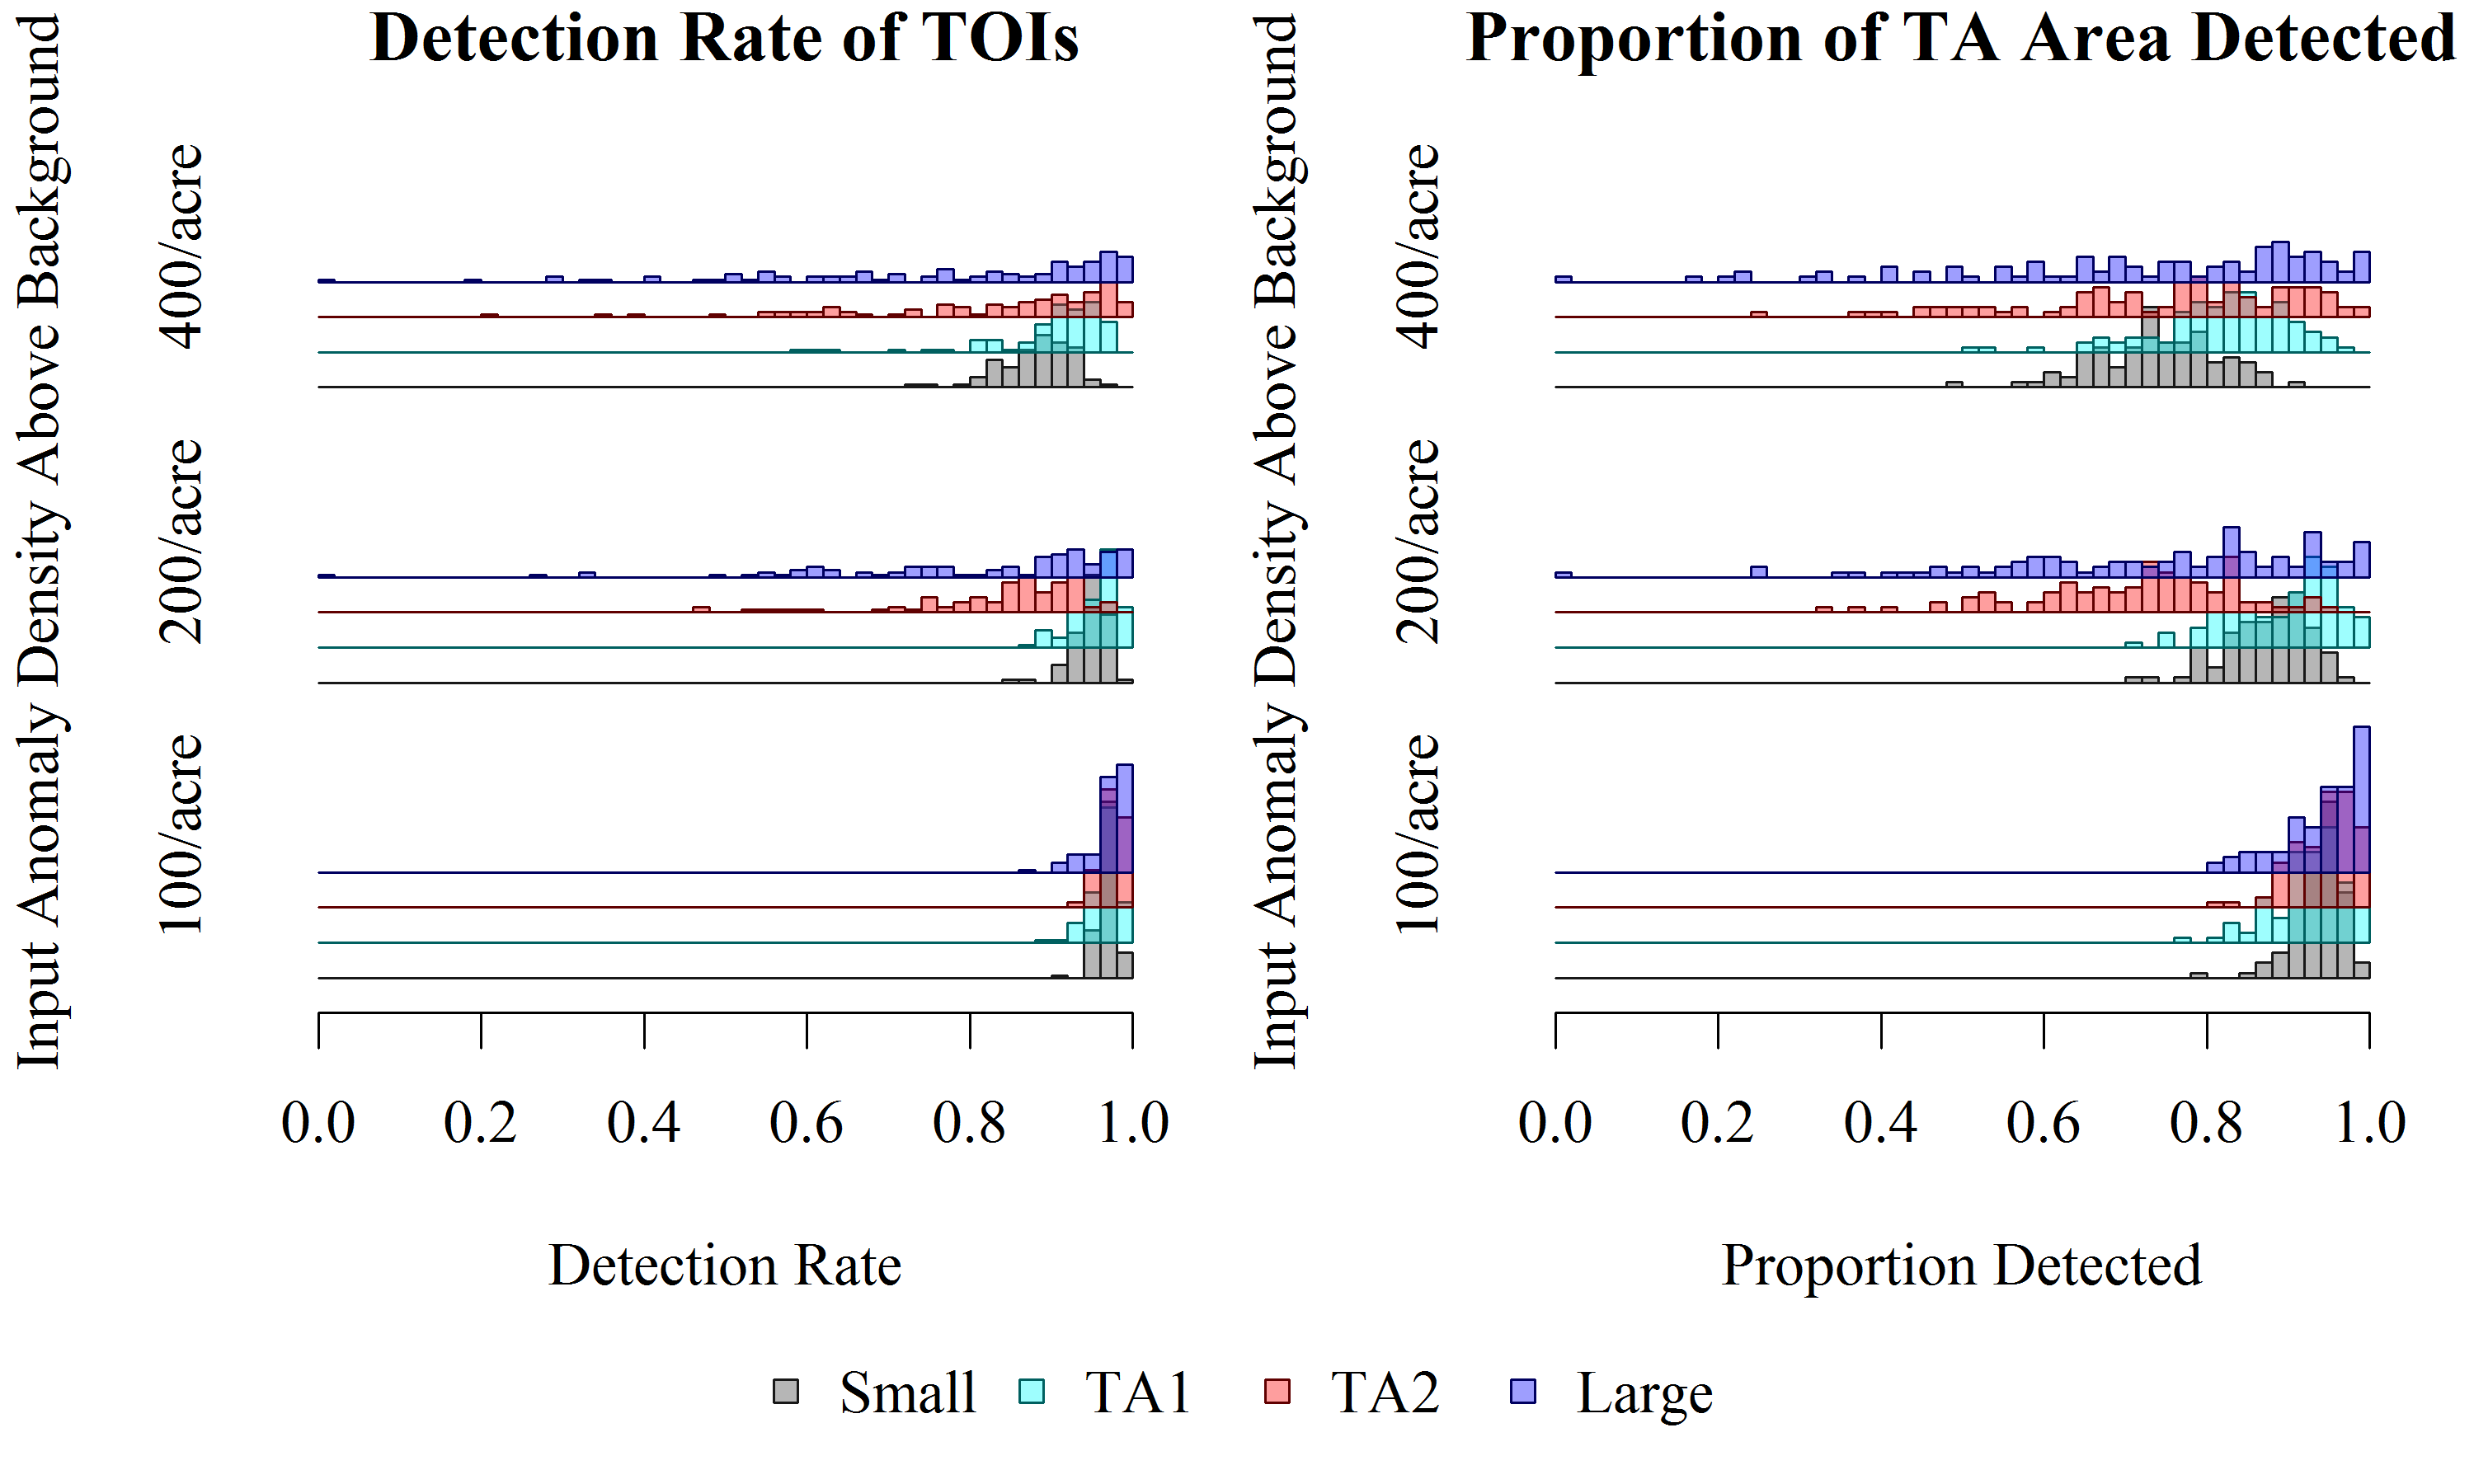 Detection Rate of TOIs
Input Anomaly Density Above Background
400/acre
200/acre
100/acre
0.0 0.2 0.4 0.6 0.8 1.0
Detection Rate
Proportion of TA Area Detected
Input Anomaly Density Above Background
400/acre
200/acre
100/acre
0.0 0.2 0.4 0.6 0.8 1.0
Proportion Detected
Small TA1 TA2 Large